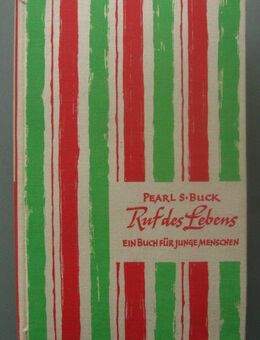 PEARL S. BUCK
Ruf des Lebens
EIN BUCH FÜR JUNGE MENSCHEN